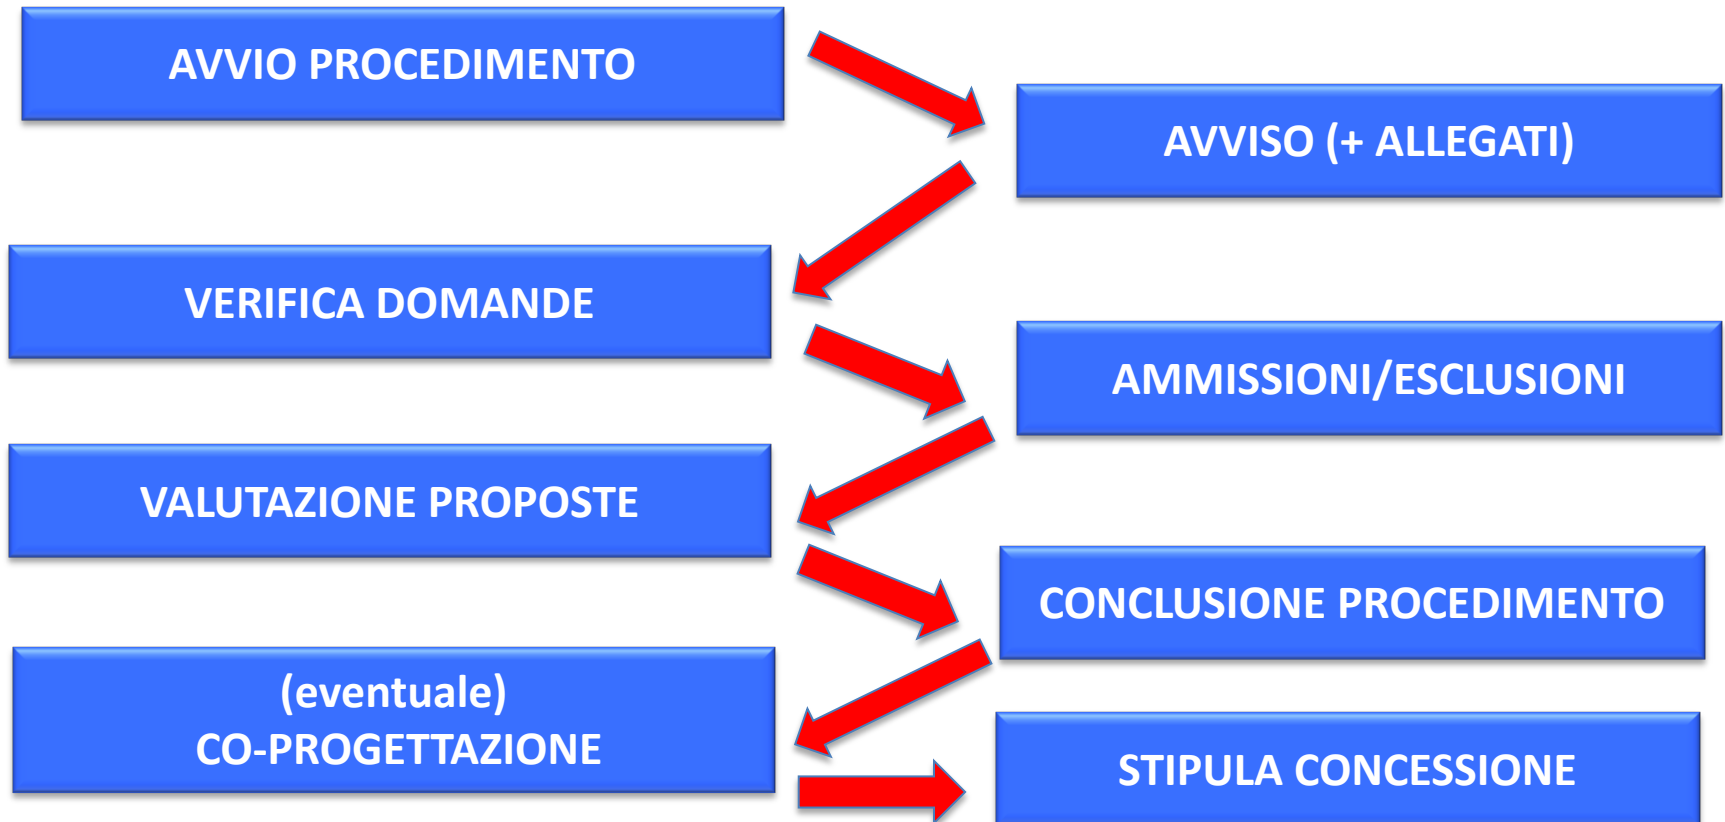 AVVIO PROCEDIMENTO
AVVISO (+ ALLEGATI)
VERIFICA DOMANDE
AMMISSIONI/ESCLUSIONI
VALUTAZIONE PROPOSTE
CONCLUSIONE PROCEDIMENTO
(eventuale)
CO-PROGETTAZIONE
STIPULA CONCESSIONE